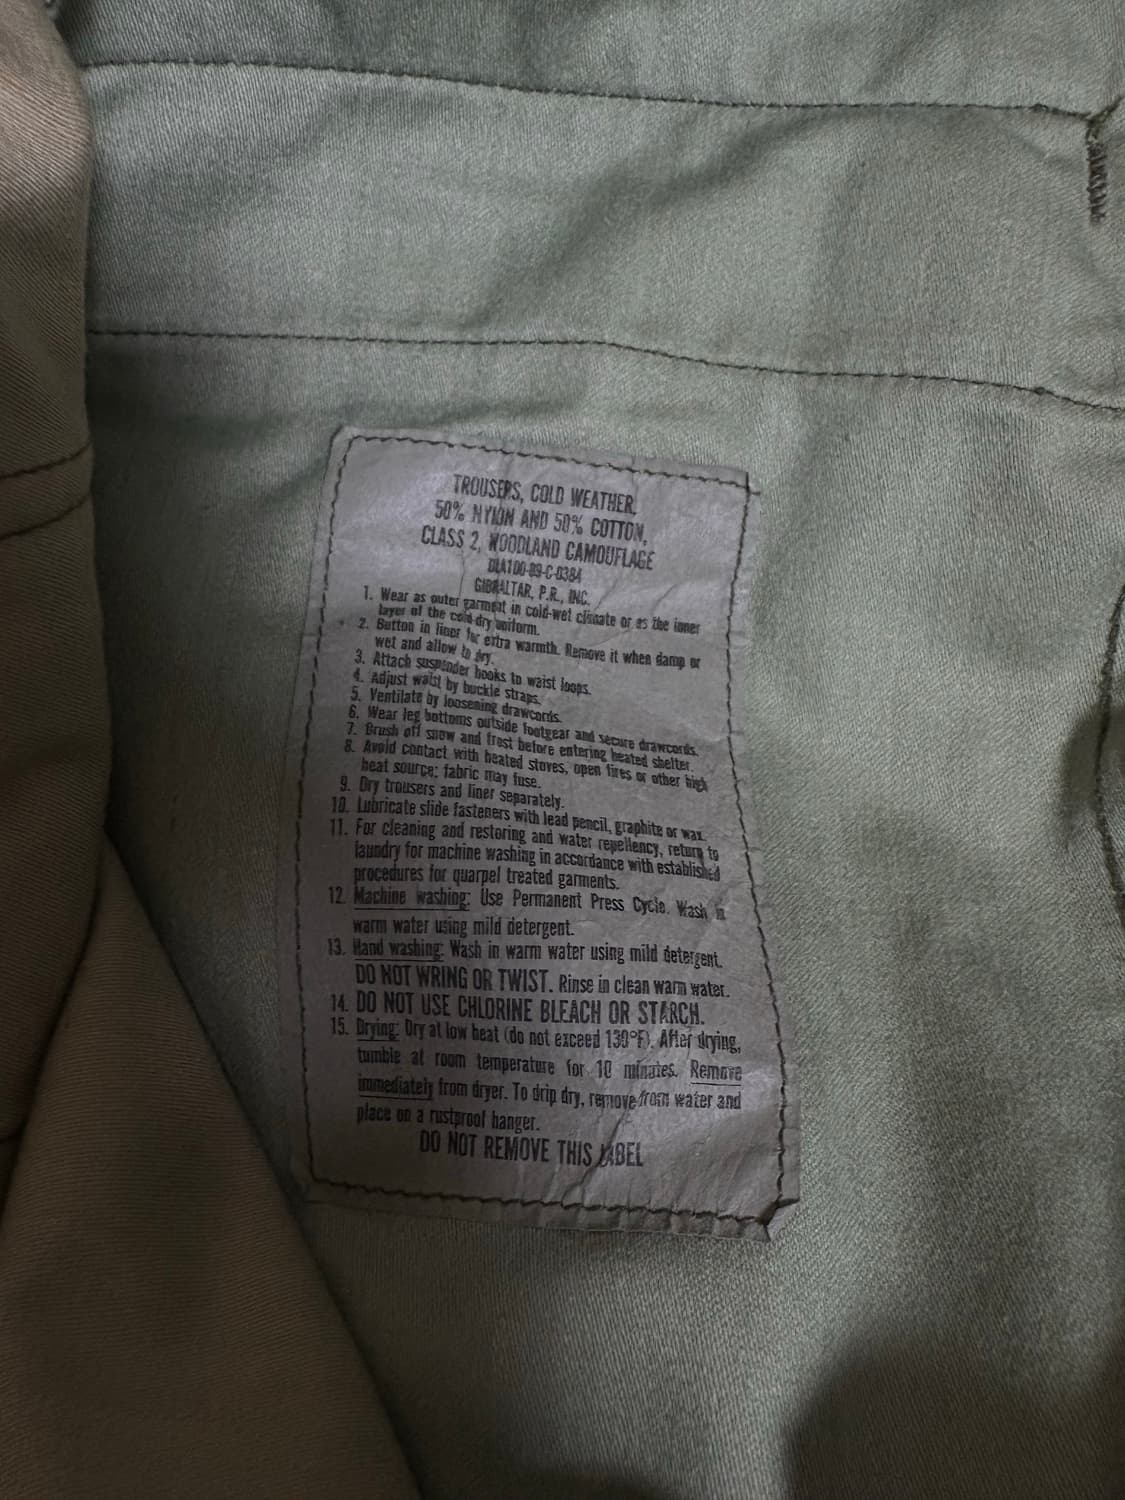 TROUSERS, COLD WEATHER,
50% NYLON AND 50% COTTON,
CLASS 2, WOODLAND CAMOUFLAGE
DLA100-89-C-0384
GIBRALTAR, P.R., INC.
1. Wear as outer garment in cold-wet climate or as the inner
layer of the cold-dry uniform.
2. Button in liner for extra warmth. Remove it when damp or
wet and allow to dry.
3. Attach suspender hooks to waist loops.
4. Adjust waist by buckle straps.
5. Ventilate by loosening drawcords.
6. Wear leg bottoms outside footgear and secure drawcords.
7. Brush off snow and frost before entering heated shelter.
8. Avoid contact with heated stoves, open fires or other high
heat source; fabric may fuse.
9. Dry trousers and liner separately.
10. Lubricate slide fasteners with lead pencil, graphite or wax.
11. For cleaning and restoring and water repellency, return to
laundry for machine washing in accordance with established
procedures for quarpel treated garments.
12. Machine washing: Use Permanent Press Cycle. Wash in
warm water using mild detergent.
13. Hand washing: Wash in warm water using mild detergent.
DO NOT WRING OR TWIST. Rinse in clean warm water.
14. DO NOT USE CHLORINE BLEACH OR STARCH.
15. Drying: Dry at low heat (do not exceed 130°F). After drying,
tumble at room temperature for 10 minutes. Remove
immediately from dryer. To drip dry, remove from water and
place on a rustproof hanger.
DO NOT REMOVE THIS LABEL